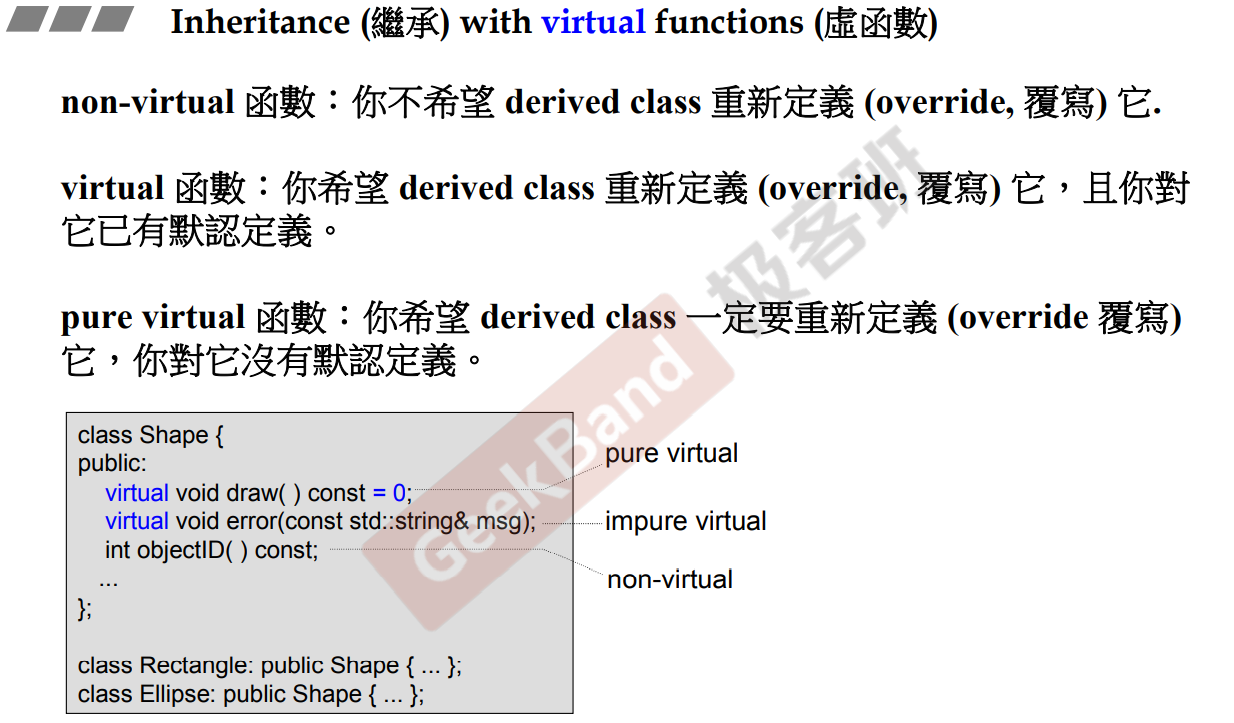 Inheritance (繼承) with virtual functions (虛函數)
non-virtual 函數：你不希望 derived class 重新定義 (override, 覆寫) 它.
virtual 函數：你希望 derived class 重新定義 (override, 覆寫) 它，且你對
它已有默認定義。
pure virtual 函數：你希望 derived class 一定要重新定義 (override 覆寫)
它，你對它沒有默認定義。
class Shape {
public:
virtual void draw( ) const = 0;
virtual void error(const std::string& msg);
int objectID( ) const;
...
};
class Rectangle: public Shape { ... };
class Ellipse: public Shape { ... };
pure virtual
impure virtual
non-virtual
GeekBand 极客班